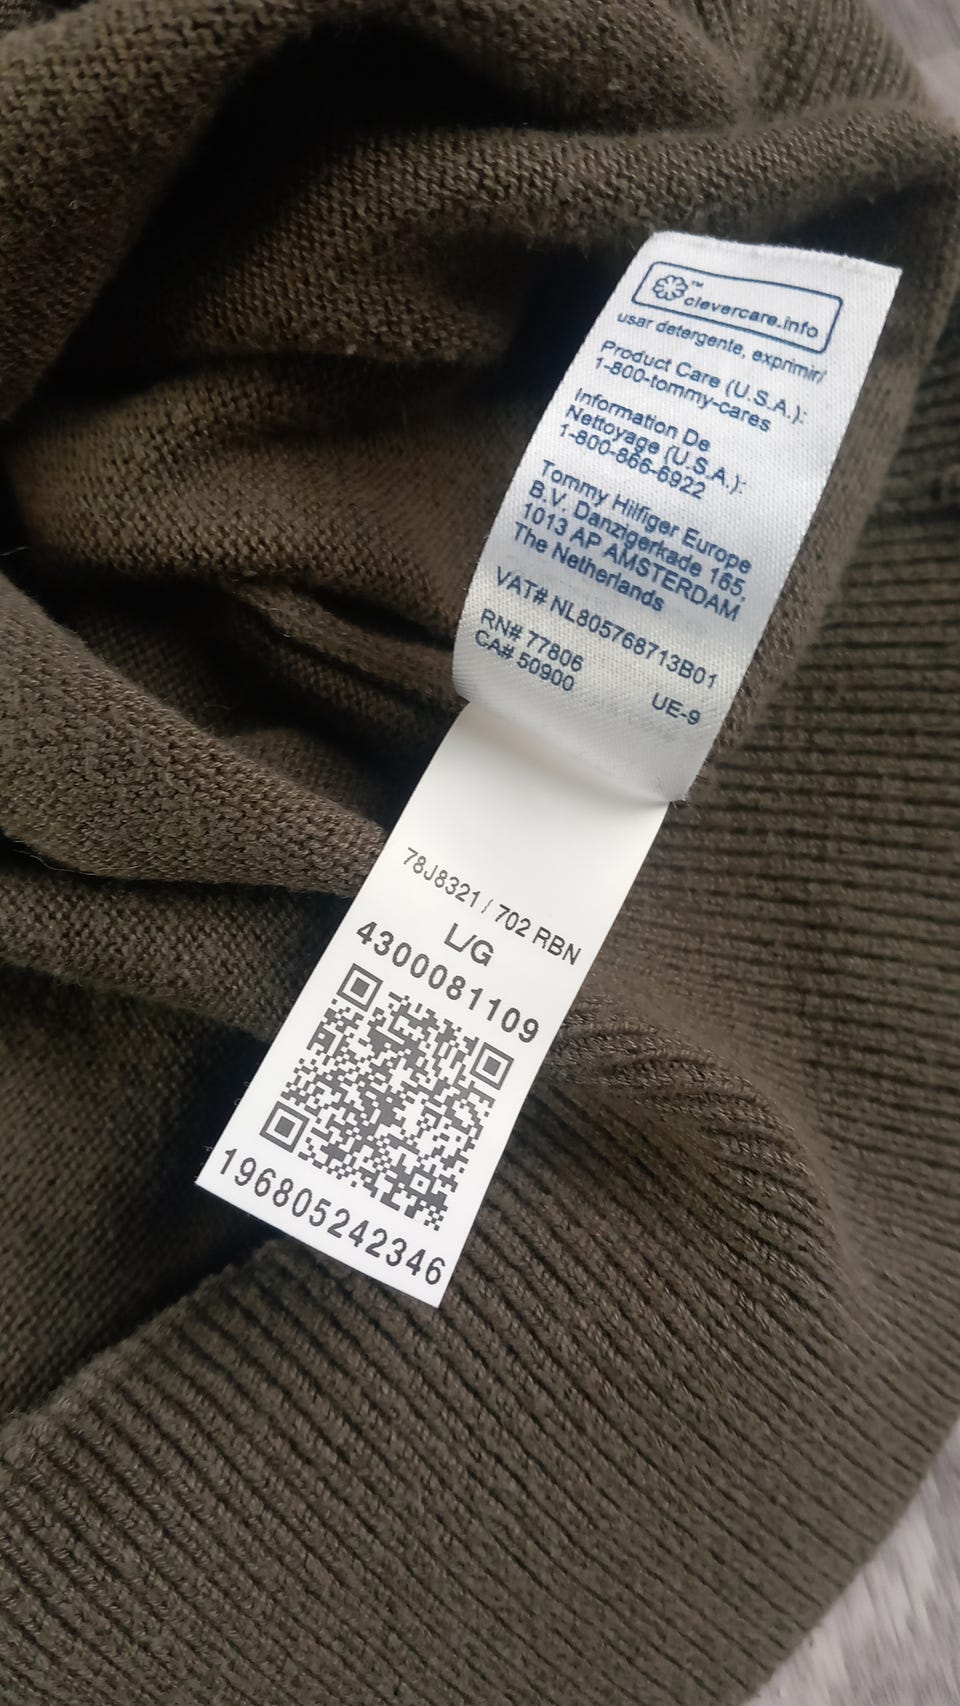 ™
clevercare.info
usar detergente, exprimir/
Product Care (U.S.A.):
1-800-tommy-cares
Information De
Nettoyage (U.S.A.):
1-800-866-6922
Tommy Hilfiger Europe
B.V. Danzigerkade 165,
1013 AP AMSTERDAM
The Netherlands
VAT# NL805768713B01
RN# 77806
CA# 50900
UE-9
78J8321 / 702 RBN
L/G
4300081109
196805242346